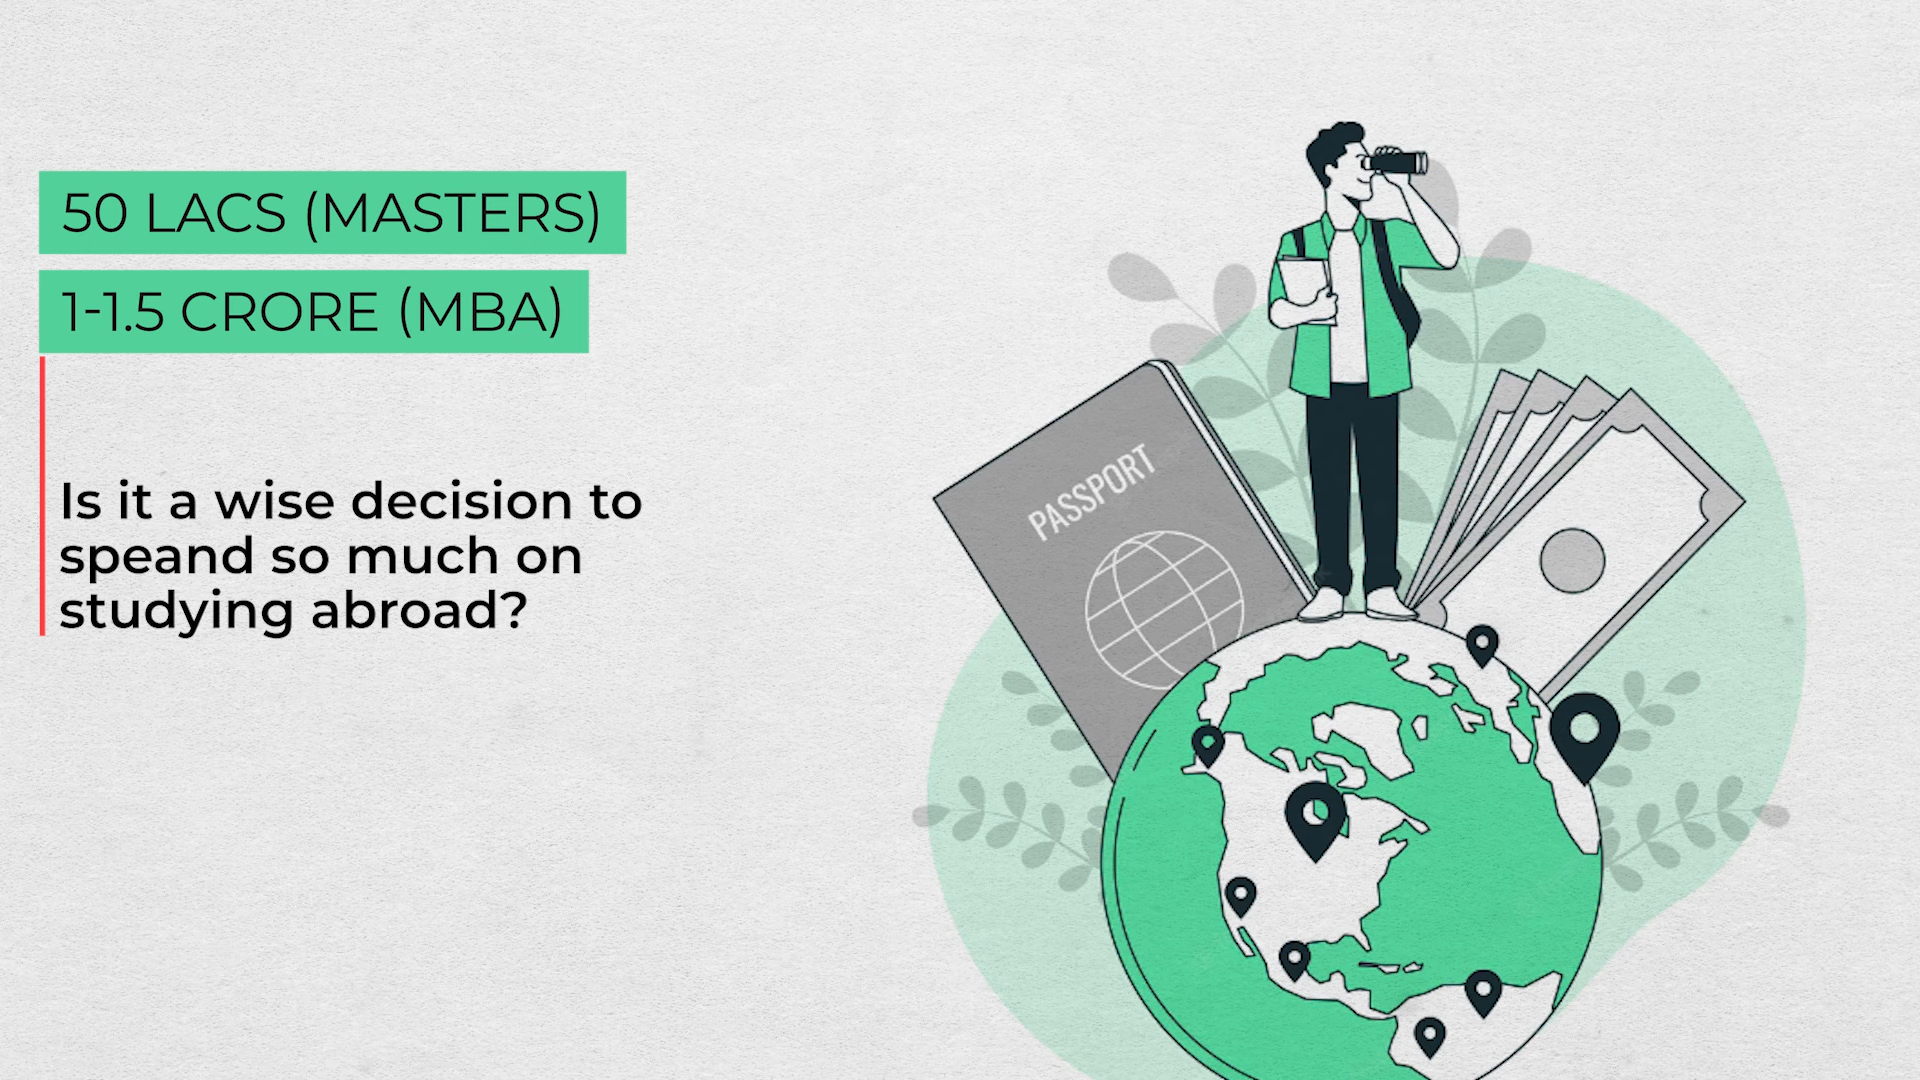 50 LACS (MASTERS)
1-1.5 CRORE (MBA)
Is it a wise decision to
speand so much on
studying abroad?
PASSPORT